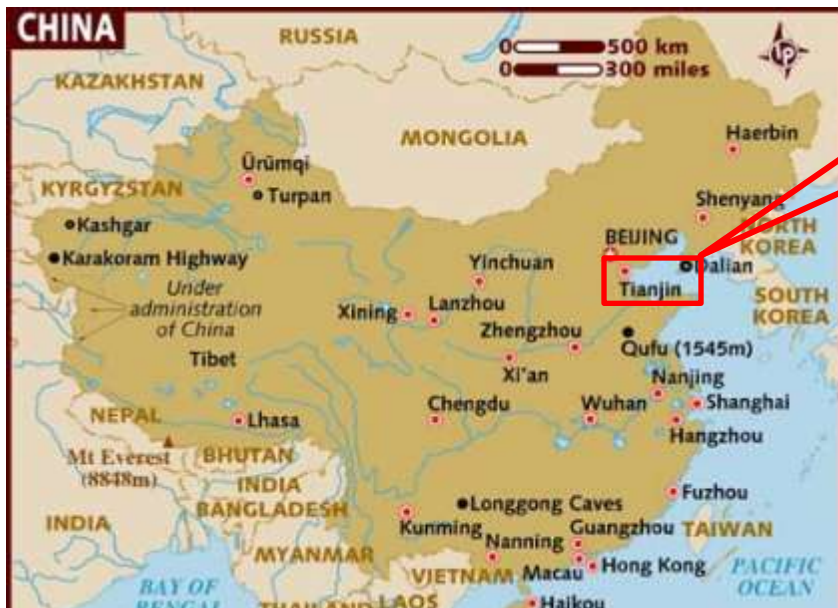 CHINA
RUSSIA
0 500 km
0 300 miles
LP
KAZAKHSTAN
MONGOLIA
Haerbin
Ürümqi
Turpan
KYRGYZSTAN
Shenyang
Kashgar
NORTH
KOREA
BEIJING
Karakoram Highway
Yinchuan
Dalian
Tianjin
Under
administration
of China
SOUTH
KOREA
Xining
Lanzhou
Zhengzhou
Qufu (1545m)
Tibet
Xi'an
Nanjing
NEPAL
Lhasa
Chengdu
Wuhan
Shanghai
Hangzhou
Mt Everest
(8848m)
BHUTAN
INDIA
Longgong Caves
Fuzhou
BANGLADESH
INDIA
Kunming
Guangzhou
TAIWAN
MYANMAR
Nanning
VIETNAM
Macau
Hong Kong
PACIFIC
OCEAN
BAY OF
BENGAL
THAILAND
LAOS
Haikou